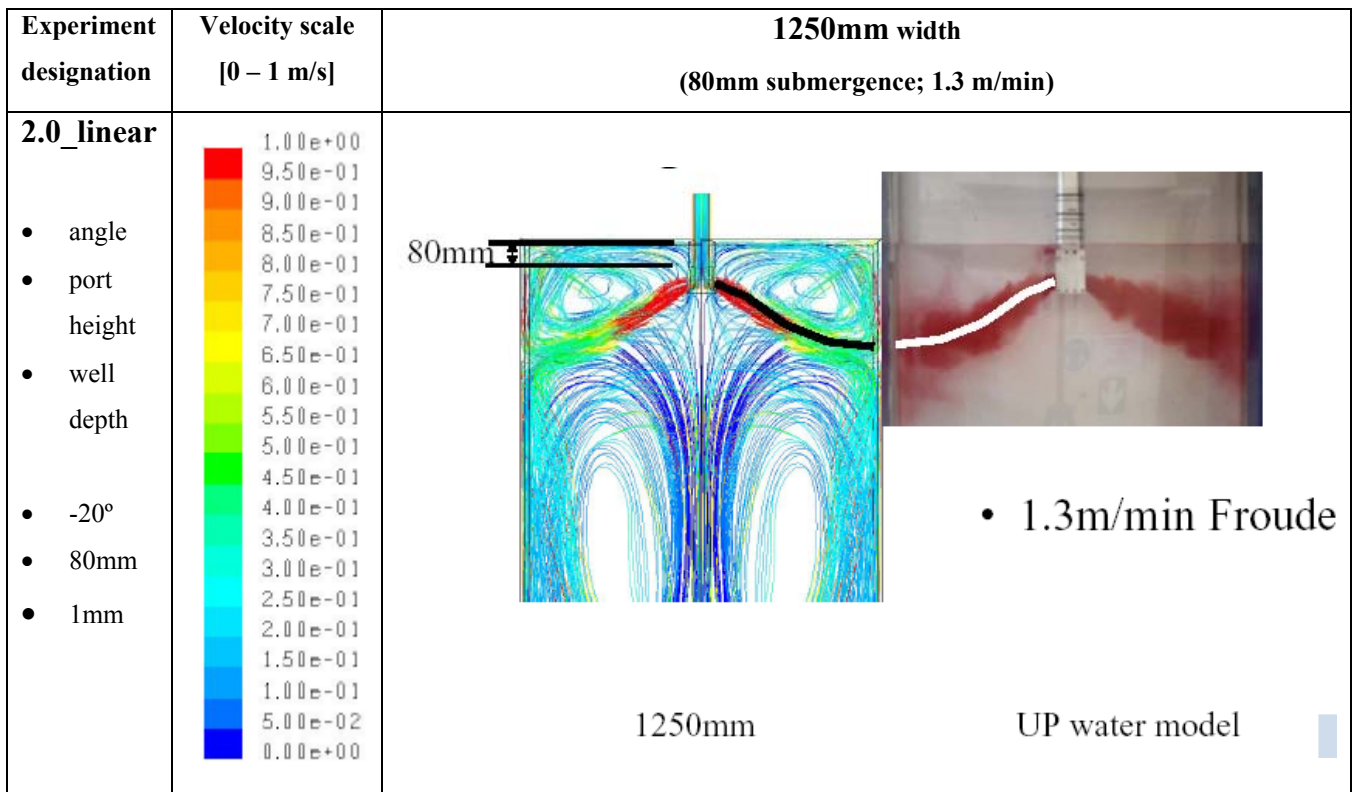 Experiment
designation
Velocity scale
[0 – 1 m/s]
1250mm width
(80mm submergence; 1.3 m/min)
2.0_linear
• angle
• port
height
• well
depth
• -20º
• 80mm
• 1mm
1.00e+00
9.50e-01
9.00e-01
8.50e-01
8.00e-01
7.50e-01
7.00e-01
6.50e-01
6.00e-01
5.50e-01
5.00e-01
4.50e-01
4.00e-01
3.50e-01
3.00e-01
2.50e-01
2.00e-01
1.50e-01
1.00e-01
5.00e-02
0.00e+00
80mm
• 1.3m/min Froude
1250mm
UP water model